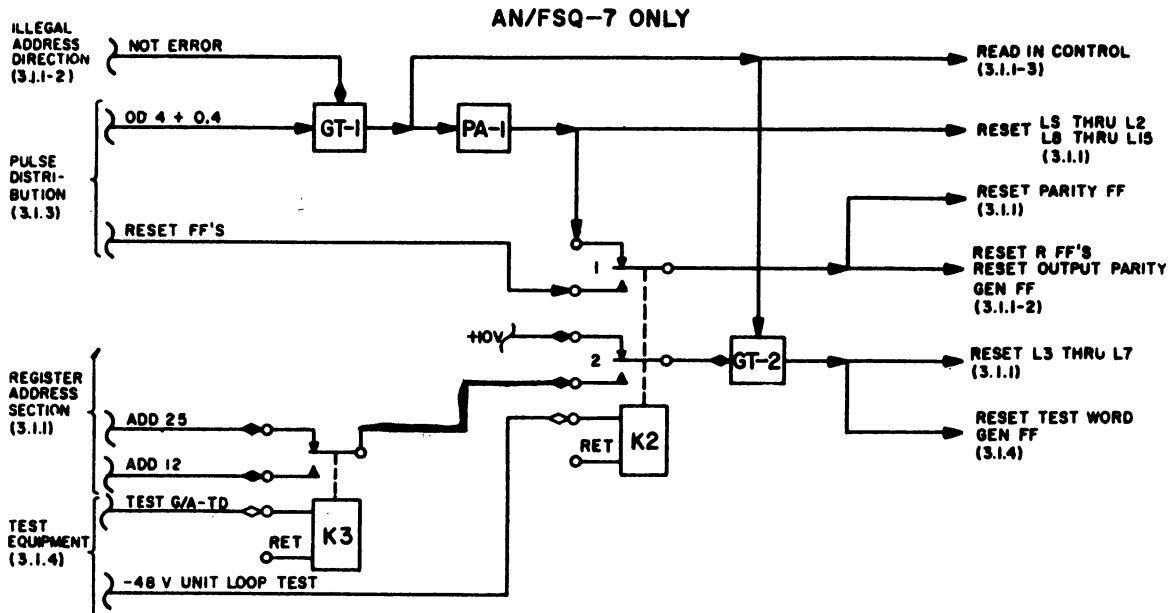 AN/FSQ-7 ONLY
ILLEGAL
ADDRESS
DIRECTION
(3.1.1-2)
NOT ERROR
READ IN CONTROL
(3.1.1-3)
OD 4 + 0.4
GT-1
PA-1
RESET LS THRU L2
L8 THRU L15
(3.1.1)
PULSE
DISTRI-
BUTION
(3.1.3)
RESET PARITY FF
(3.1.1)
RESET FF'S
1
RESET R FF'S
RESET OUTPUT PARITY
GEN FF
(3.1.1-2)
+10V
2
GT-2
RESET L3 THRU L7
(3.1.1)
REGISTER
ADDRESS
SECTION
(3.1.1)
ADD 25
ADD 12
K2
RET
RESET TEST WORD
GEN FF
(3.1.4)
TEST
EQUIPMENT
(3.1.4)
TEST G/A-TD
K3
RET
-48 V UNIT LOOP TEST